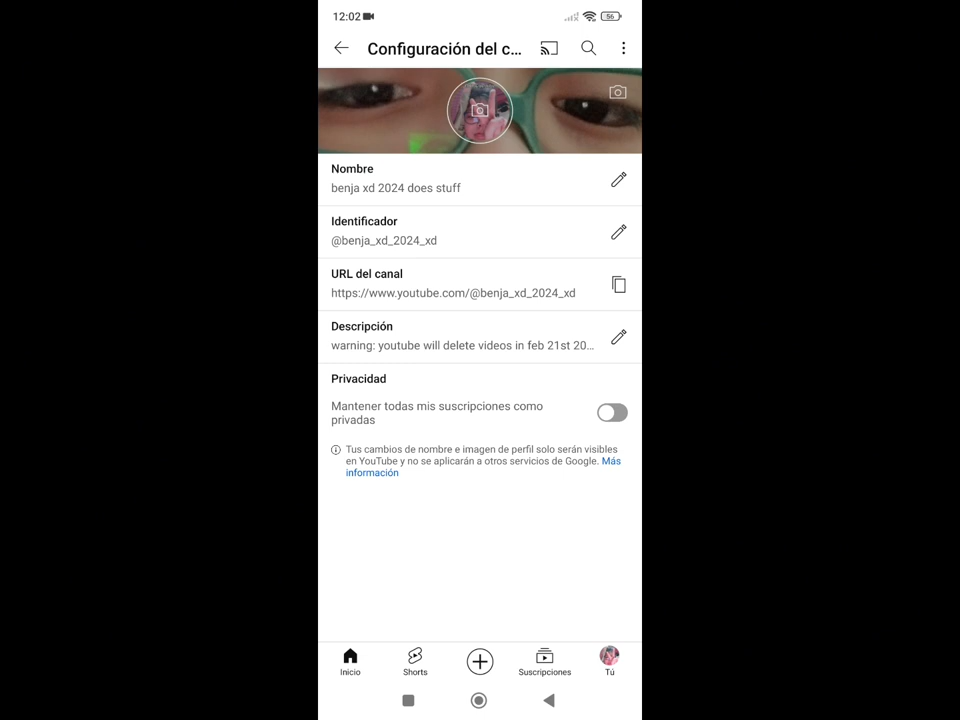 12:02
56
Configuración del c...
Nombre
benja xd 2024 does stuff
Identificador
@benja_xd_2024_xd
URL del canal
https://www.youtube.com/@benja_xd_2024_xd
Descripción
warning: youtube will delete videos in feb 21st 20...
Privacidad
Mantener todas mis suscripciones como
privadas
Tus cambios de nombre e imagen de perfil solo serán visibles
en YouTube y no se aplicarán a otros servicios de Google. Más
información
Inicio
Shorts
Suscripciones
Tú